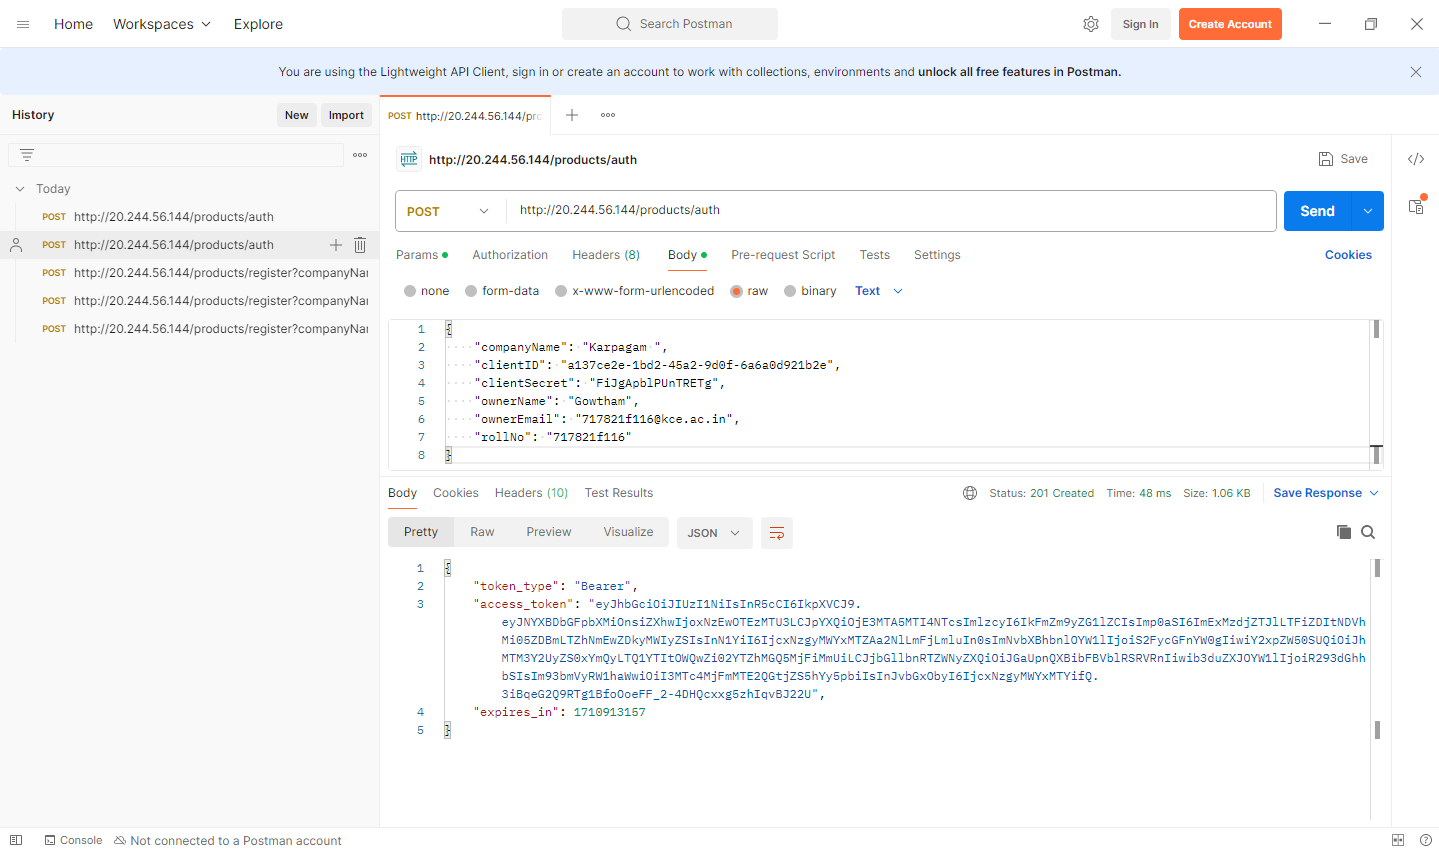 Home
Workspaces
Explore
Search Postman
Sign In
Create Account
You are using the Lightweight API Client, sign in or create an account to work with collections, environments and unlock all free features in Postman.
History
New
Import
POST http://20.244.56.144/pro
Today
POST http://20.244.56.144/products/auth
POST http://20.244.56.144/products/auth
POST http://20.244.56.144/products/register?companyNar
POST http://20.244.56.144/products/register?companyNar
POST http://20.244.56.144/products/register?companyNar
HTTP http://20.244.56.144/products/auth
Save
POST http://20.244.56.144/products/auth
Send
Params Authorization Headers (8) Body Pre-request Script Tests Settings Cookies
none form-data x-www-form-urlencoded raw binary Text
1 {
2 "companyName": "Karpagam ",
3 "clientID": "a137ce2e-1bd2-45a2-9d0f-6a6a0d921b2e",
4 "clientSecret": "FiJgApblPUnTRETg",
5 "ownerName": "Gowtham",
6 "ownerEmail": "717821f116@kce.ac.in",
7 "rollNo": "717821f116"
8 }
Body Cookies Headers (10) Test Results Status: 201 Created Time: 48 ms Size: 1.06 KB Save Response
Pretty Raw Preview Visualize JSON
1 {
2 "token_type": "Bearer",
3 "access_token": "eyJhbGciOiJIUzI1NiIsInR5cCI6IkpXVCJ9.
4 "expires_in": 1710913157
5 }
Console
Not connected to a Postman account